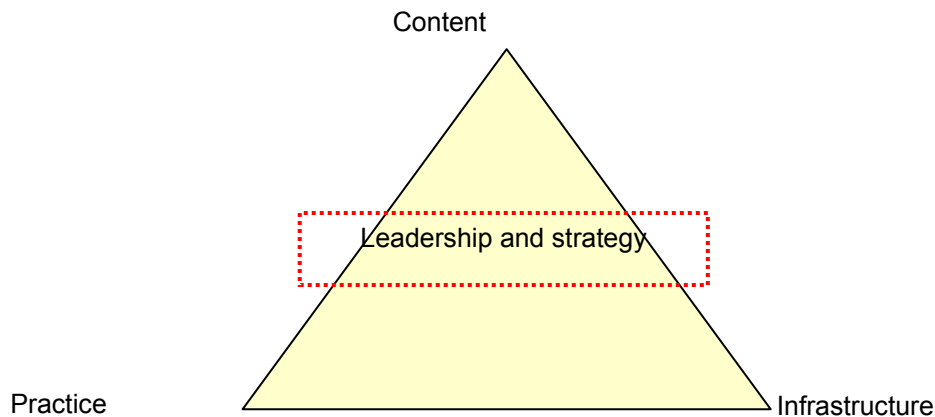 Content
Leadership and strategy
Practice
Infrastructure